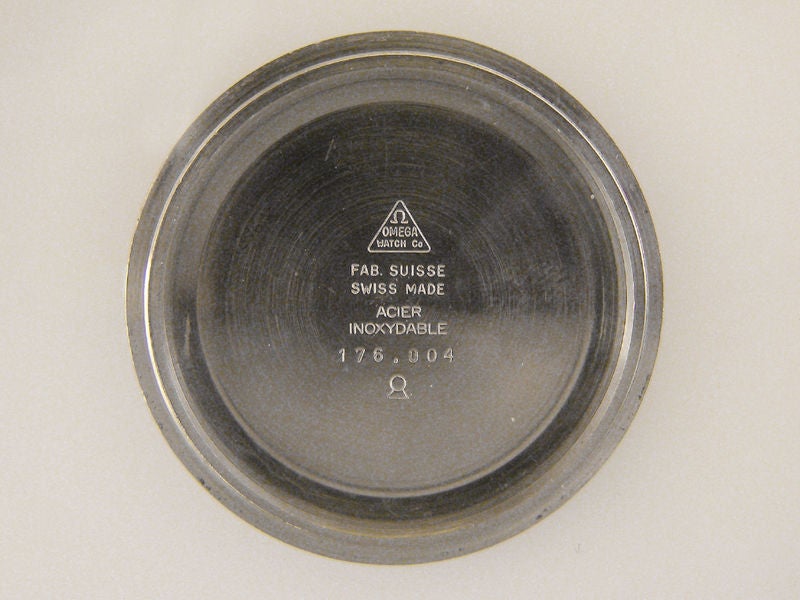 Ω
OMEGA
WATCH Co
FAB. SUISSE
SWISS MADE
ACIER
INOXYDABLE
176.004